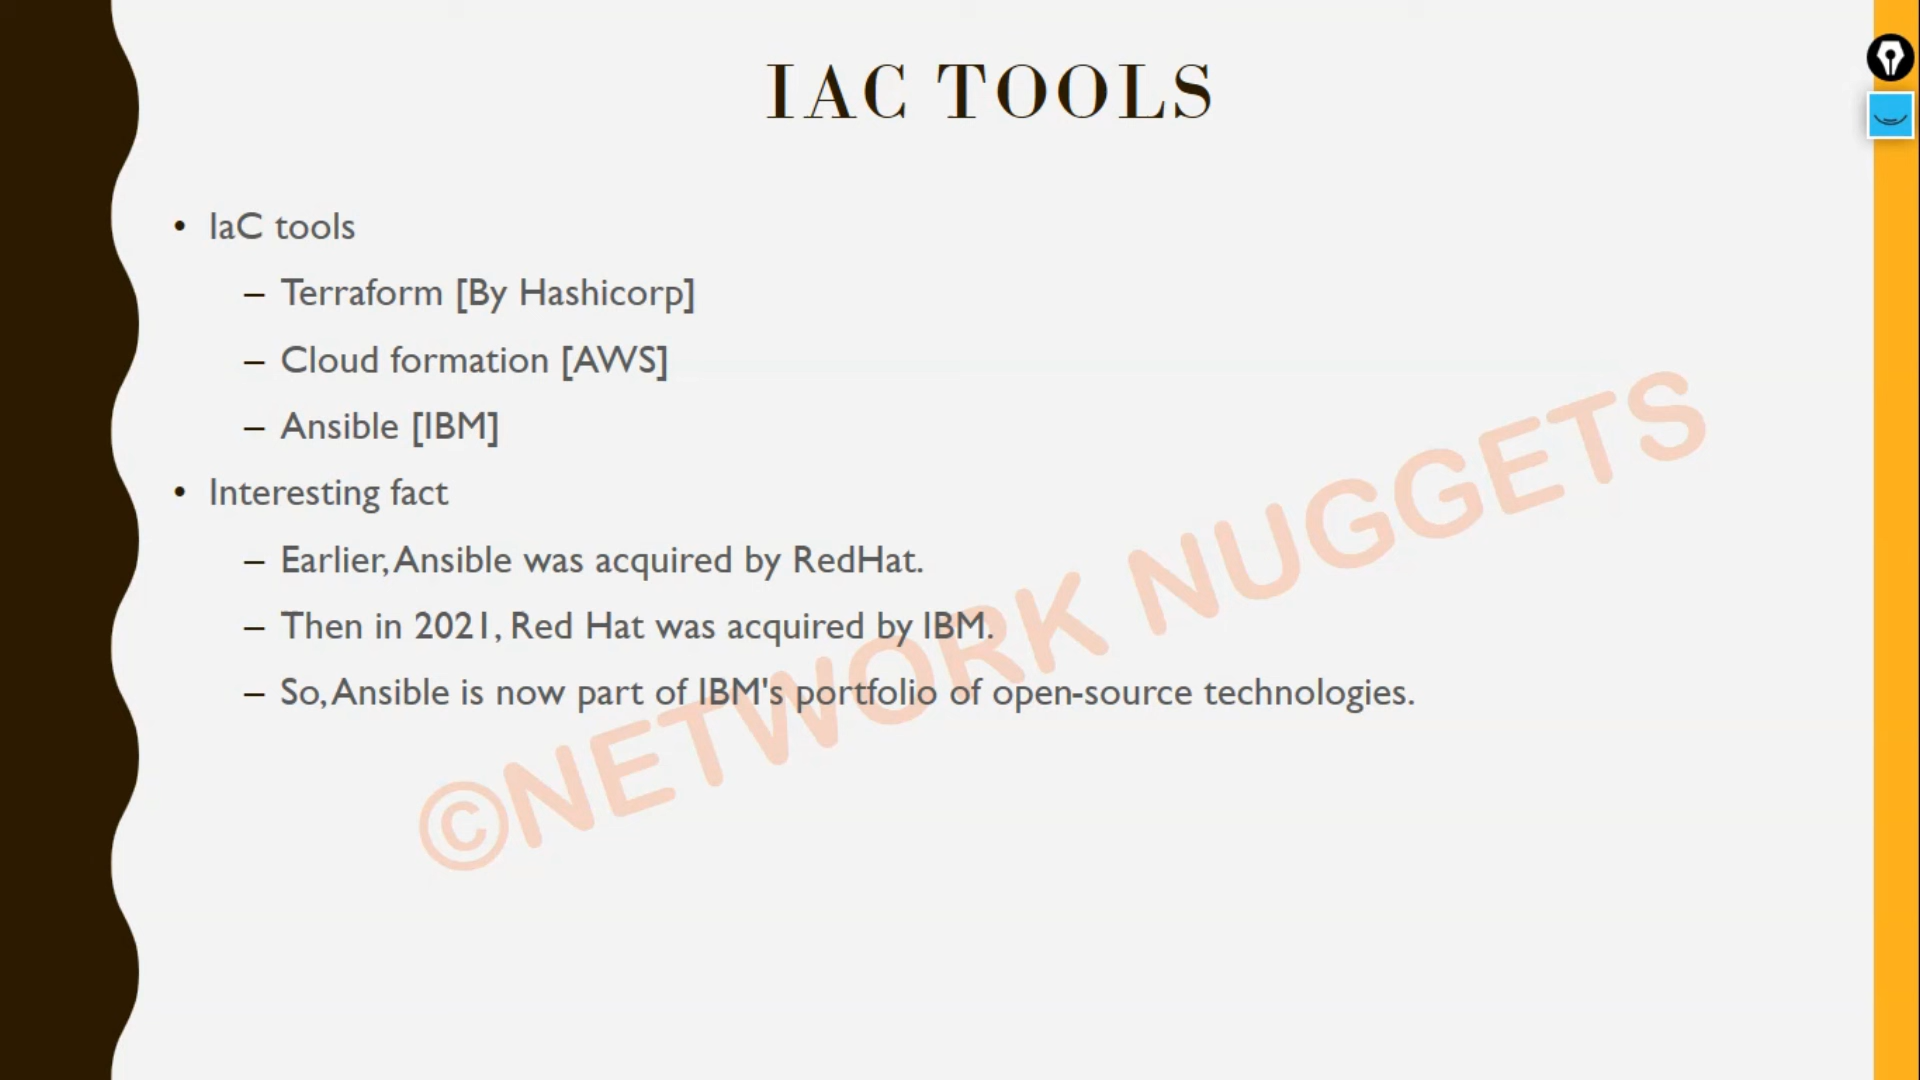 IAC TOOLS
• IaC tools
– Terraform [By Hashicorp]
– Cloud formation [AWS]
– Ansible [IBM]
• Interesting fact
– Earlier, Ansible was acquired by RedHat.
– Then in 2021, Red Hat was acquired by IBM.
– So, Ansible is now part of IBM's portfolio of open-source technologies.
©NETWORK NUGGETS